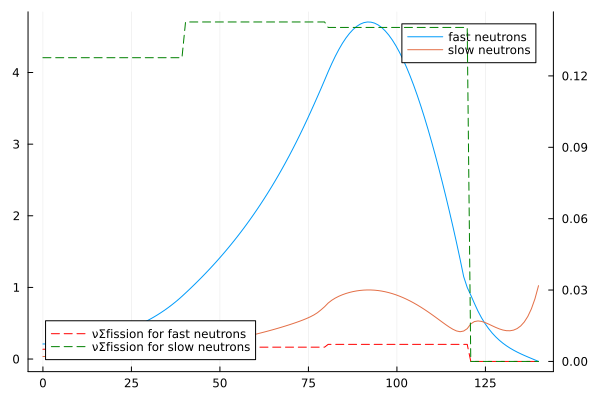 fast neutrons
slow neutrons
νΣfission for fast neutrons
νΣfission for slow neutrons
4
3
2
1
0
0.12
0.09
0.06
0.03
0.00
0 25 50 75 100 125